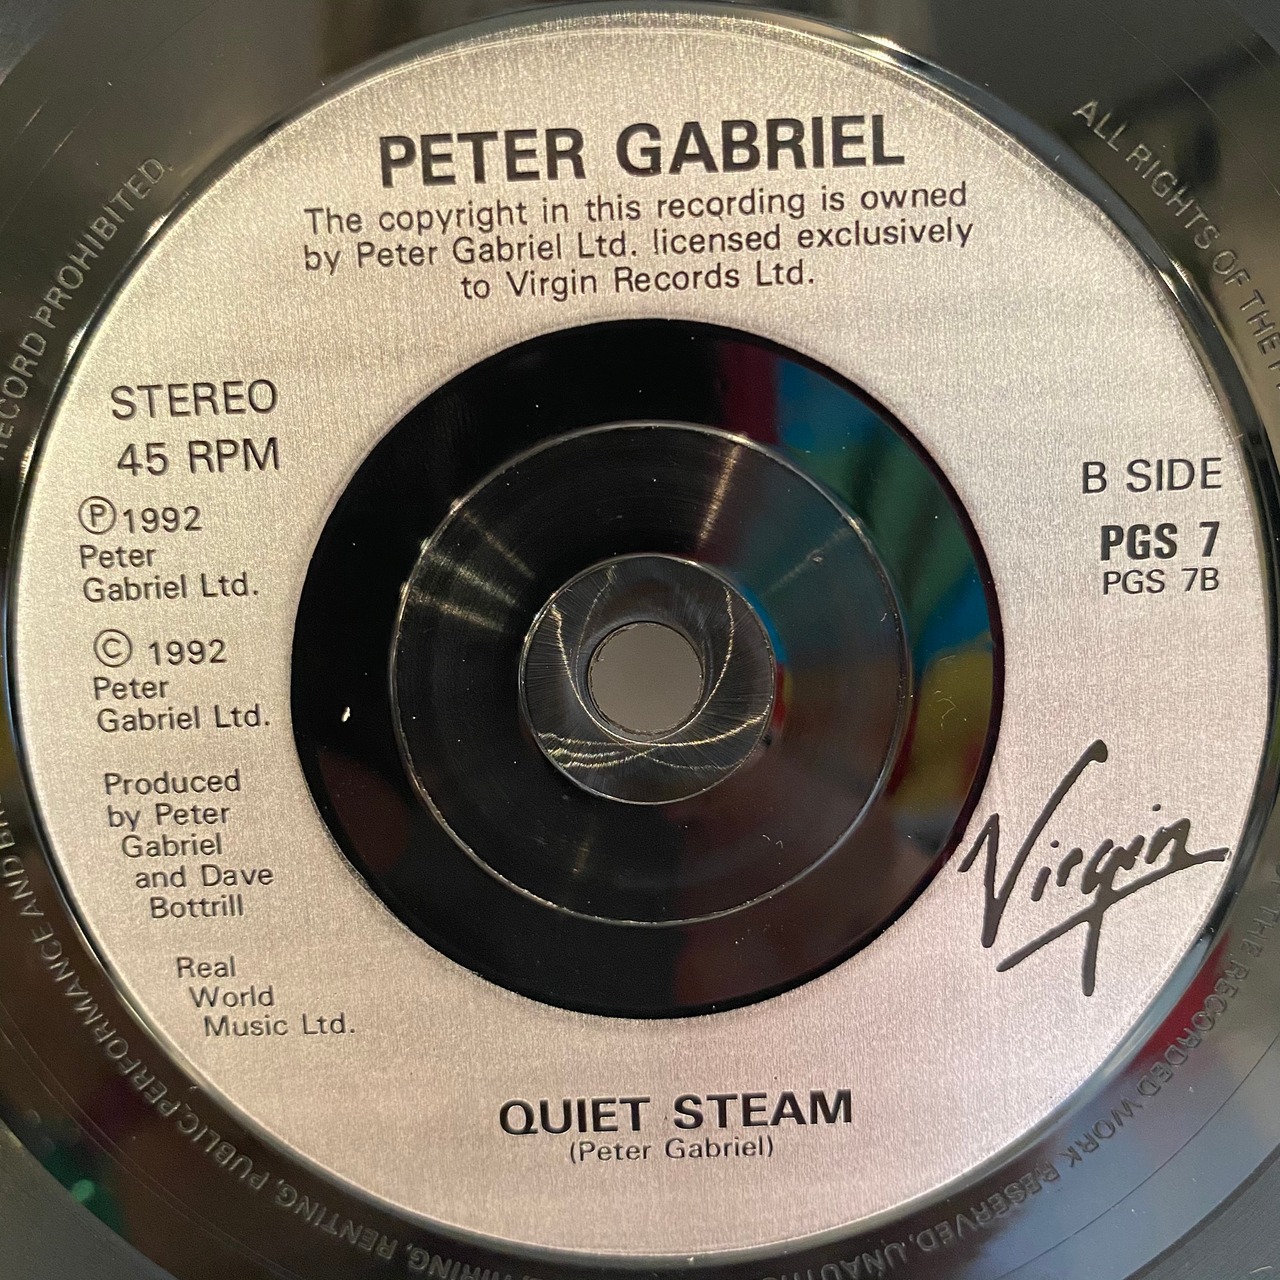 PETER GABRIEL
The copyright in this recording is owned
by Peter Gabriel Ltd. licensed exclusively
to Virgin Records Ltd.
STEREO
45 RPM
Ⓟ1992
Peter
Gabriel Ltd.
© 1992
Peter
Gabriel Ltd.
Produced
by Peter
Gabriel
and Dave
Bottrill
Real
World
Music Ltd.
B SIDE
PGS 7
PGS 7B
Virgin
QUIET STEAM
(Peter Gabriel)
ALL RIGHTS OF THE
THE RECORDED WORK RESERVED.
HIRING, RENTING, PUBLIC PERFORMANCE AND
RECORD PROHIBITED.